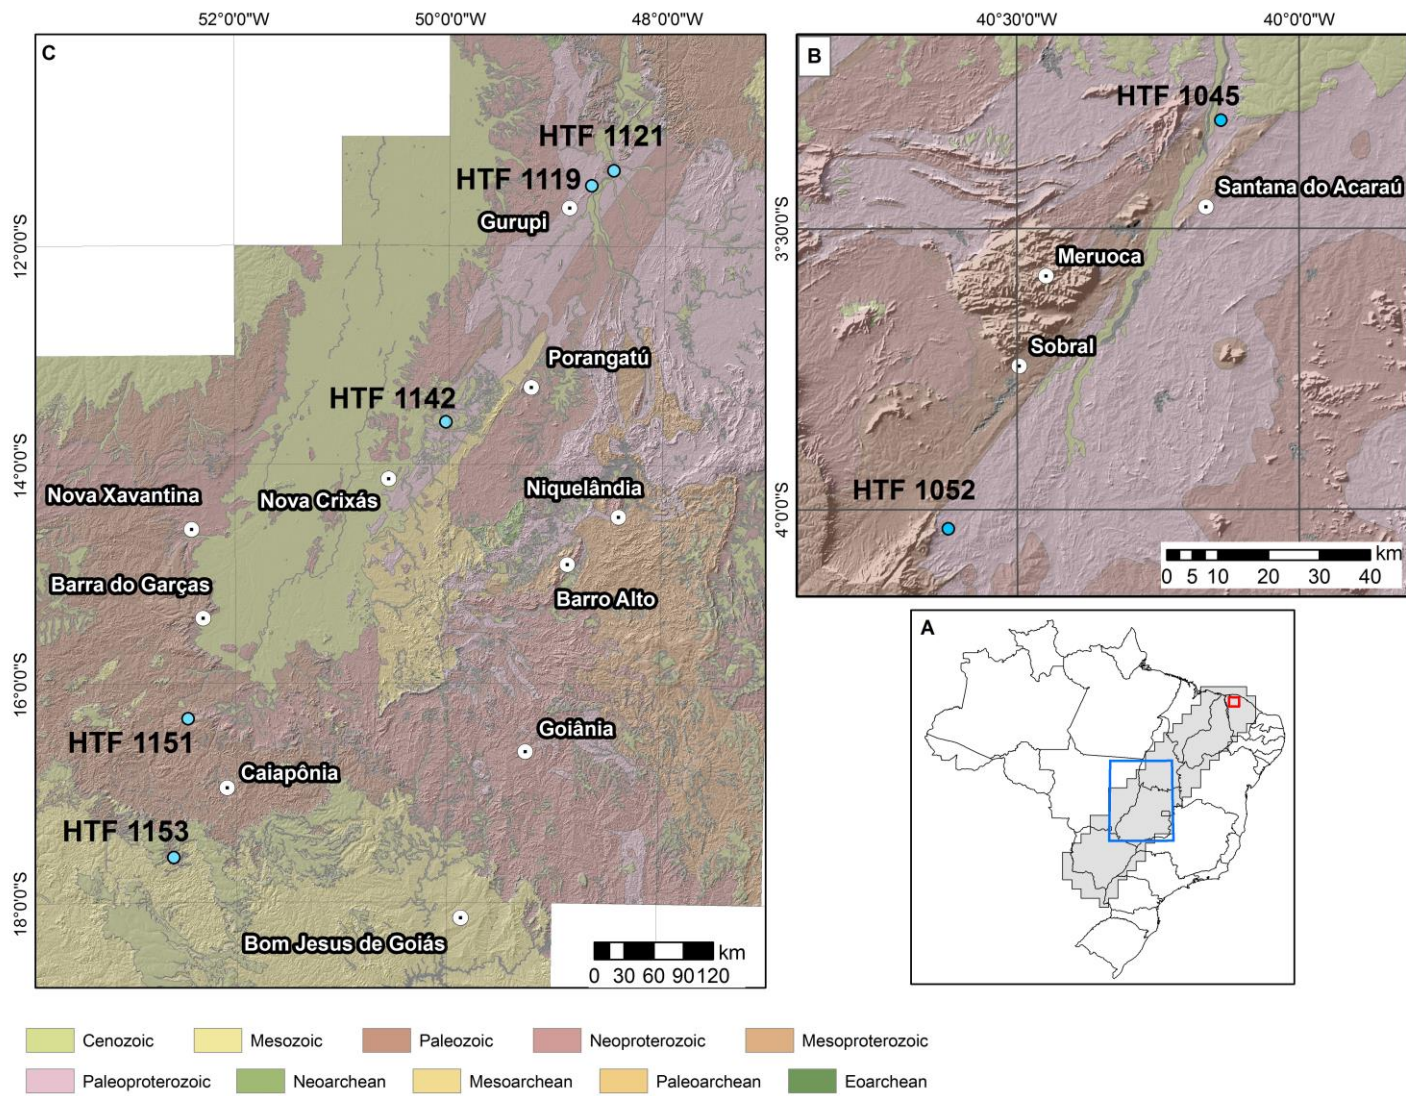 52°0'0"W 50°0'0"W 48°0'0"W
C
HTF 1121
HTF 1119
Gurupi
12°0'0"S
Porangatú
HTF 1142
14°0'0"S
Nova Xavantina
Nova Crixás
Niquelândia
Barra do Garças
Barro Alto
16°0'0"S
HTF 1151
Goiânia
Caiapônia
HTF 1153
18°0'0"S
Bom Jesus de Goiás
km
0 30 60 90 120
40°30'0"W 40°0'0"W
B
HTF 1045
Santana do Acaraú
3°30'0"S
Meruoca
Sobral
HTF 1052
4°0'0"S
km
0 5 10 20 30 40
A
Cenozoic Mesozoic Paleozoic Neoproterozoic Mesoproterozoic
Paleoproterozoic Neoarchean Mesoarchean Paleoarchean Eoarchean